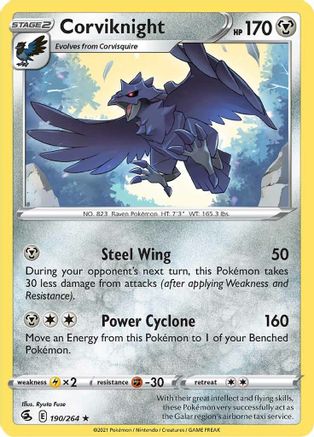 STAGE2
Corviknight
HP 170
Evolves from Corvisquire
NO. 823 Raven Pokémon HT: 7'3" WT: 165.3 lbs.
Steel Wing 50
During your opponent's next turn, this Pokémon takes
30 less damage from attacks (after applying Weakness and
Resistance).
Power Cyclone 160
Move an Energy from this Pokémon to 1 of your Benched
Pokémon.
weakness ×2 resistance -30 retreat
Illus. Ryuta Fuse
E 190/264 ★
With their great intellect and flying skills,
these Pokémon very successfully act as
the Galar region's airborne taxi service.
©2021 Pokémon / Nintendo / Creatures / GAME FREAK